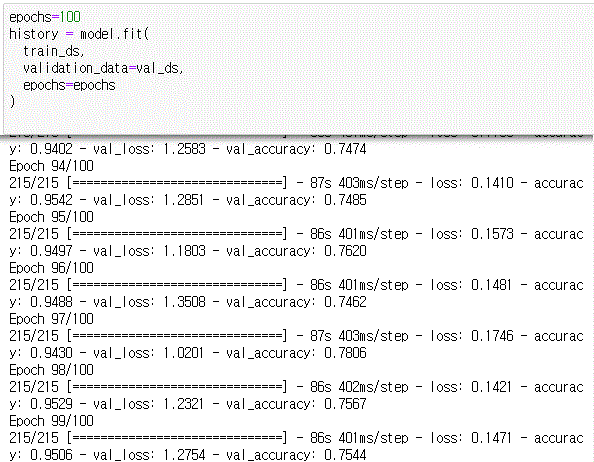 epochs=100
history = model.fit(
train_ds,
validation_data=val_ds,
epochs=epochs
)
y: 0.9402 - val_loss: 1.2583 - val_accuracy: 0.7474
Epoch 94/100
215/215 [==============================] - 87s 403ms/step - loss: 0.1410 - accurac
y: 0.9542 - val_loss: 1.2851 - val_accuracy: 0.7485
Epoch 95/100
215/215 [==============================] - 86s 401ms/step - loss: 0.1573 - accurac
y: 0.9497 - val_loss: 1.1803 - val_accuracy: 0.7620
Epoch 96/100
215/215 [==============================] - 86s 401ms/step - loss: 0.1481 - accurac
y: 0.9488 - val_loss: 1.3508 - val_accuracy: 0.7462
Epoch 97/100
215/215 [==============================] - 87s 403ms/step - loss: 0.1746 - accurac
y: 0.9430 - val_loss: 1.0201 - val_accuracy: 0.7806
Epoch 98/100
215/215 [==============================] - 86s 402ms/step - loss: 0.1421 - accurac
y: 0.9529 - val_loss: 1.2321 - val_accuracy: 0.7567
Epoch 99/100
215/215 [==============================] - 86s 401ms/step - loss: 0.1471 - accurac
y: 0.9506 - val_loss: 1.2754 - val_accuracy: 0.7544